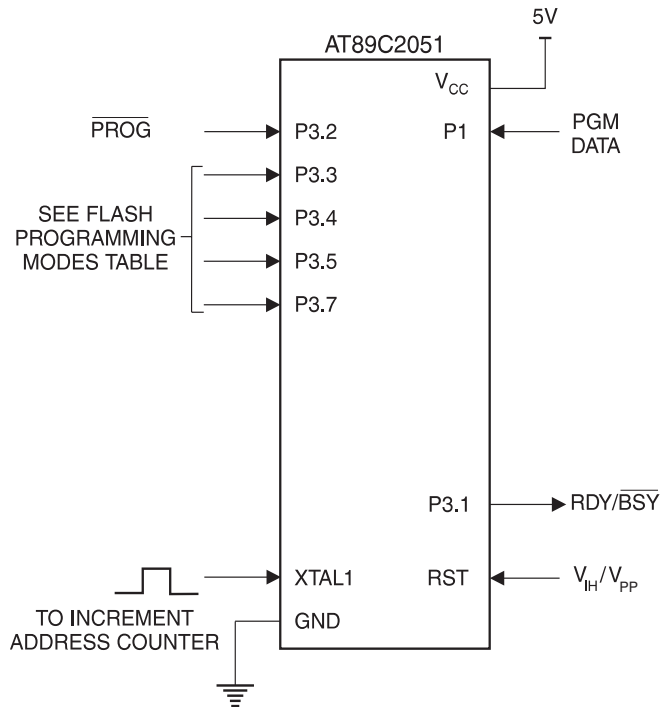 5V
AT89C2051
VCC
PROG
P3.2
P1
PGM
DATA
P3.3
SEE FLASH
PROGRAMMING
MODES TABLE
P3.4
P3.5
P3.7
P3.1
RDY/BSY
XTAL1
RST
VIH/VPP
TO INCREMENT
ADDRESS COUNTER
GND